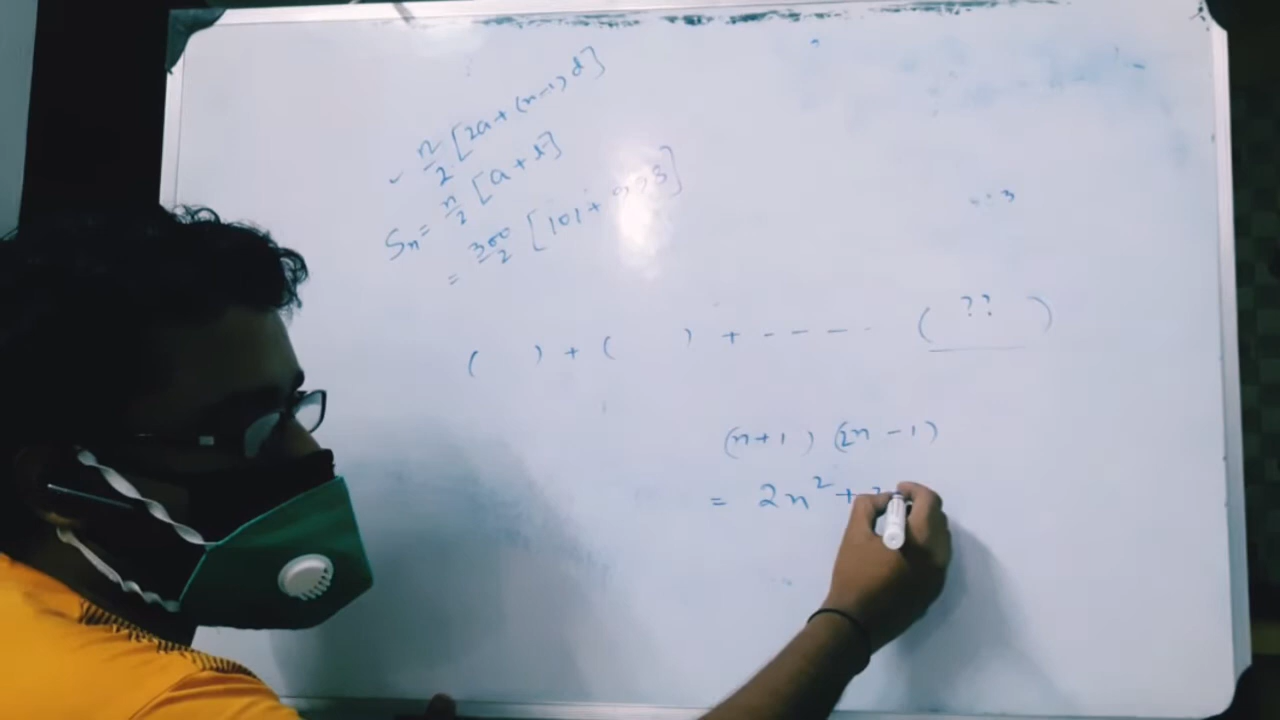 ✓ n/2 [2a + (n-1) d]
Sn = n/2 [a + l]
= 300/2 [101 +
( ) + ( ) + - - - - ( ?? )
(n+1) (2n-1)
= 2n² +